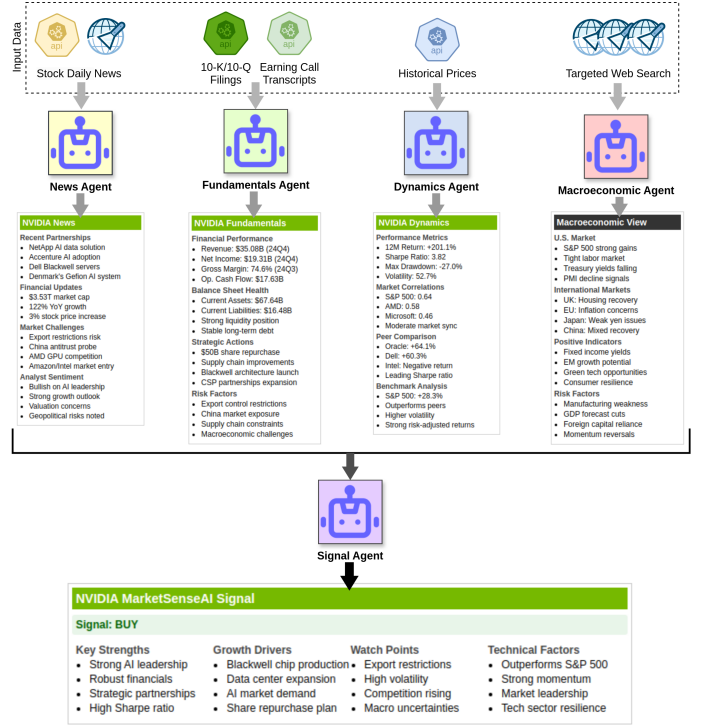 Input Data
api
Stock Daily News
api
api
10-K/10-Q
Filings
Earning Call
Transcripts
api
Historical Prices
Targeted Web Search
News Agent
Fundamentals Agent
Dynamics Agent
Macroeconomic Agent
NVIDIA News
Recent Partnerships
• NetApp AI data solution
• Accenture AI adoption
• Dell Blackwell servers
• Denmark's Gefion AI system
Financial Updates
• $3.53T market cap
• 122% YoY growth
• 3% stock price increase
Market Challenges
• Export restrictions risk
• China antitrust probe
• AMD GPU competition
• Amazon/Intel market entry
Analyst Sentiment
• Bullish on AI leadership
• Strong growth outlook
• Valuation concerns
• Geopolitical risks noted
NVIDIA Fundamentals
Financial Performance
• Revenue: $35.08B (24Q4)
• Net Income: $19.31B (24Q4)
• Gross Margin: 74.6% (24Q3)
• Op. Cash Flow: $17.63B
Balance Sheet Health
• Current Assets: $67.64B
• Current Liabilities: $16.48B
• Strong liquidity position
• Stable long-term debt
Strategic Actions
• $50B share repurchase
• Supply chain improvements
• Blackwell architecture launch
• CSP partnerships expansion
Risk Factors
• Export control restrictions
• China market exposure
• Supply chain constraints
• Macroeconomic challenges
NVIDIA Dynamics
Performance Metrics
• 12M Return: +201.1%
• Sharpe Ratio: 3.82
• Max Drawdown: -27.0%
• Volatility: 52.7%
Market Correlations
• S&P 500: 0.64
• AMD: 0.58
• Microsoft: 0.46
• Moderate market sync
Peer Comparison
• Oracle: +64.1%
• Dell: +60.3%
• Intel: Negative return
• Leading Sharpe ratio
Benchmark Analysis
• S&P 500: +28.3%
• Outperforms peers
• Higher volatility
• Strong risk-adjusted returns
Macroeconomic View
U.S. Market
• S&P 500 strong gains
• Tight labor market
• Treasury yields falling
• PMI decline signals
International Markets
• UK: Housing recovery
• EU: Inflation concerns
• Japan: Weak yen issues
• China: Mixed recovery
Positive Indicators
• Fixed income yields
• EM growth potential
• Green tech opportunities
• Consumer resilience
Risk Factors
• Manufacturing weakness
• GDP forecast cuts
• Foreign capital reliance
• Momentum reversals
Signal Agent
NVIDIA MarketSenseAI Signal
Signal: BUY
Key Strengths
• Strong AI leadership
• Robust financials
• Strategic partnerships
• High Sharpe ratio
Growth Drivers
• Blackwell chip production
• Data center expansion
• AI market demand
• Share repurchase plan
Watch Points
• Export restrictions
• High volatility
• Competition rising
• Macro uncertainties
Technical Factors
• Outperforms S&P 500
• Strong momentum
• Market leadership
• Tech sector resilience